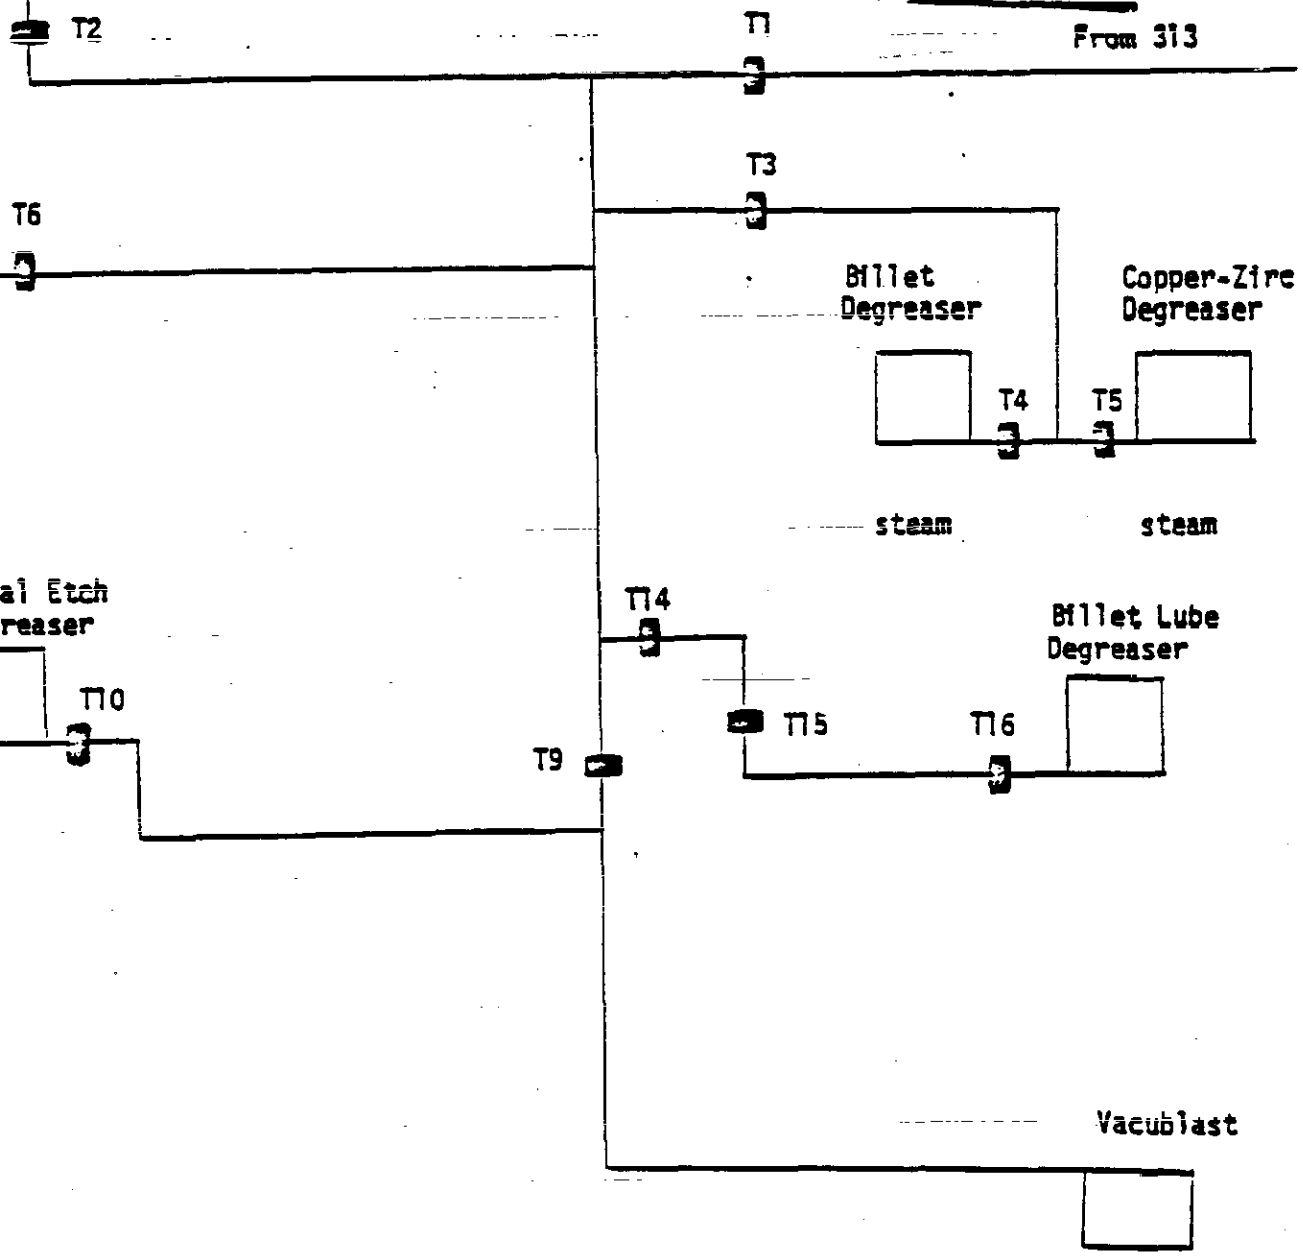 T2
T1
From 313
T3
T6
Billet
Degreaser
Copper-Zirc
Degreaser
T4
T5
steam
steam
al Etch
reaser
T14
Billet Lube
Degreaser
T10
T15
T16
T9
Vacublast